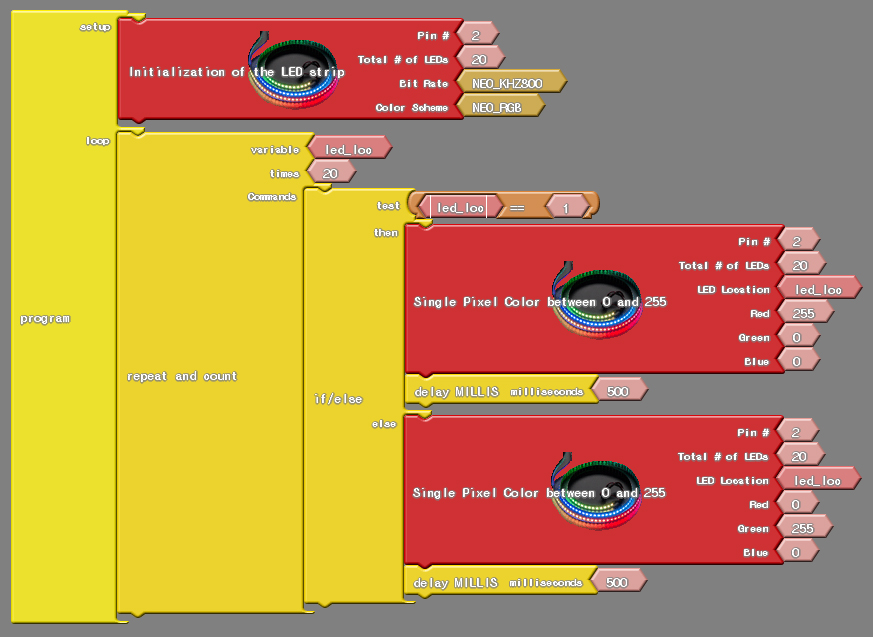 setup
Initialization of the LED strip
Pin # 2
Total # of LEDs 20
Bit Rate NEO_KHZ800
Color Scheme NEO_RGB
loop
variable led_loo
times 20
Commands
test led_loo == 1
then
Pin # 2
Total # of LEDs 20
LED Location led_loo
Single Pixel Color between 0 and 255
Red 255
program
Green 0
Blue 0
repeat and count
delay MILLIS milliseconds 500
if/else
else
Pin # 2
Total # of LEDs 20
LED Location led_loo
Single Pixel Color between 0 and 255
Red 0
Green 255
Blue 0
delay MILLIS milliseconds 500